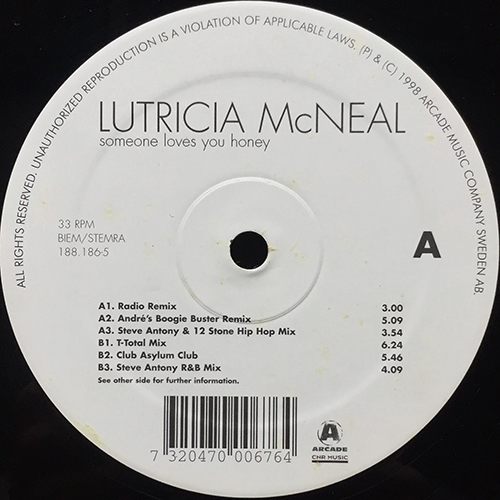 ALL RIGHTS RESERVED. UNAUTHORIZED REPRODUCTION IS A VIOLATION OF APPLICABLE LAWS. (P) & (C) 1998 ARCADE MUSIC COMPANY SWEDEN AB.
LUTRICIA McNEAL
someone loves you honey
33 RPM
BIEM/STEMRA
188.186-5
A
A1. Radio Remix 3.00
A2. André's Boogie Buster Remix 5.09
A3. Steve Antony & 12 Stone Hip Hop Mix 3.54
B1. T-Total Mix 6.24
B2. Club Asylum Club 5.46
B3. Steve Antony R&B Mix 4.09
See other side for further information.
7 320470 006764
A
ARCADE
CNR MUSIC